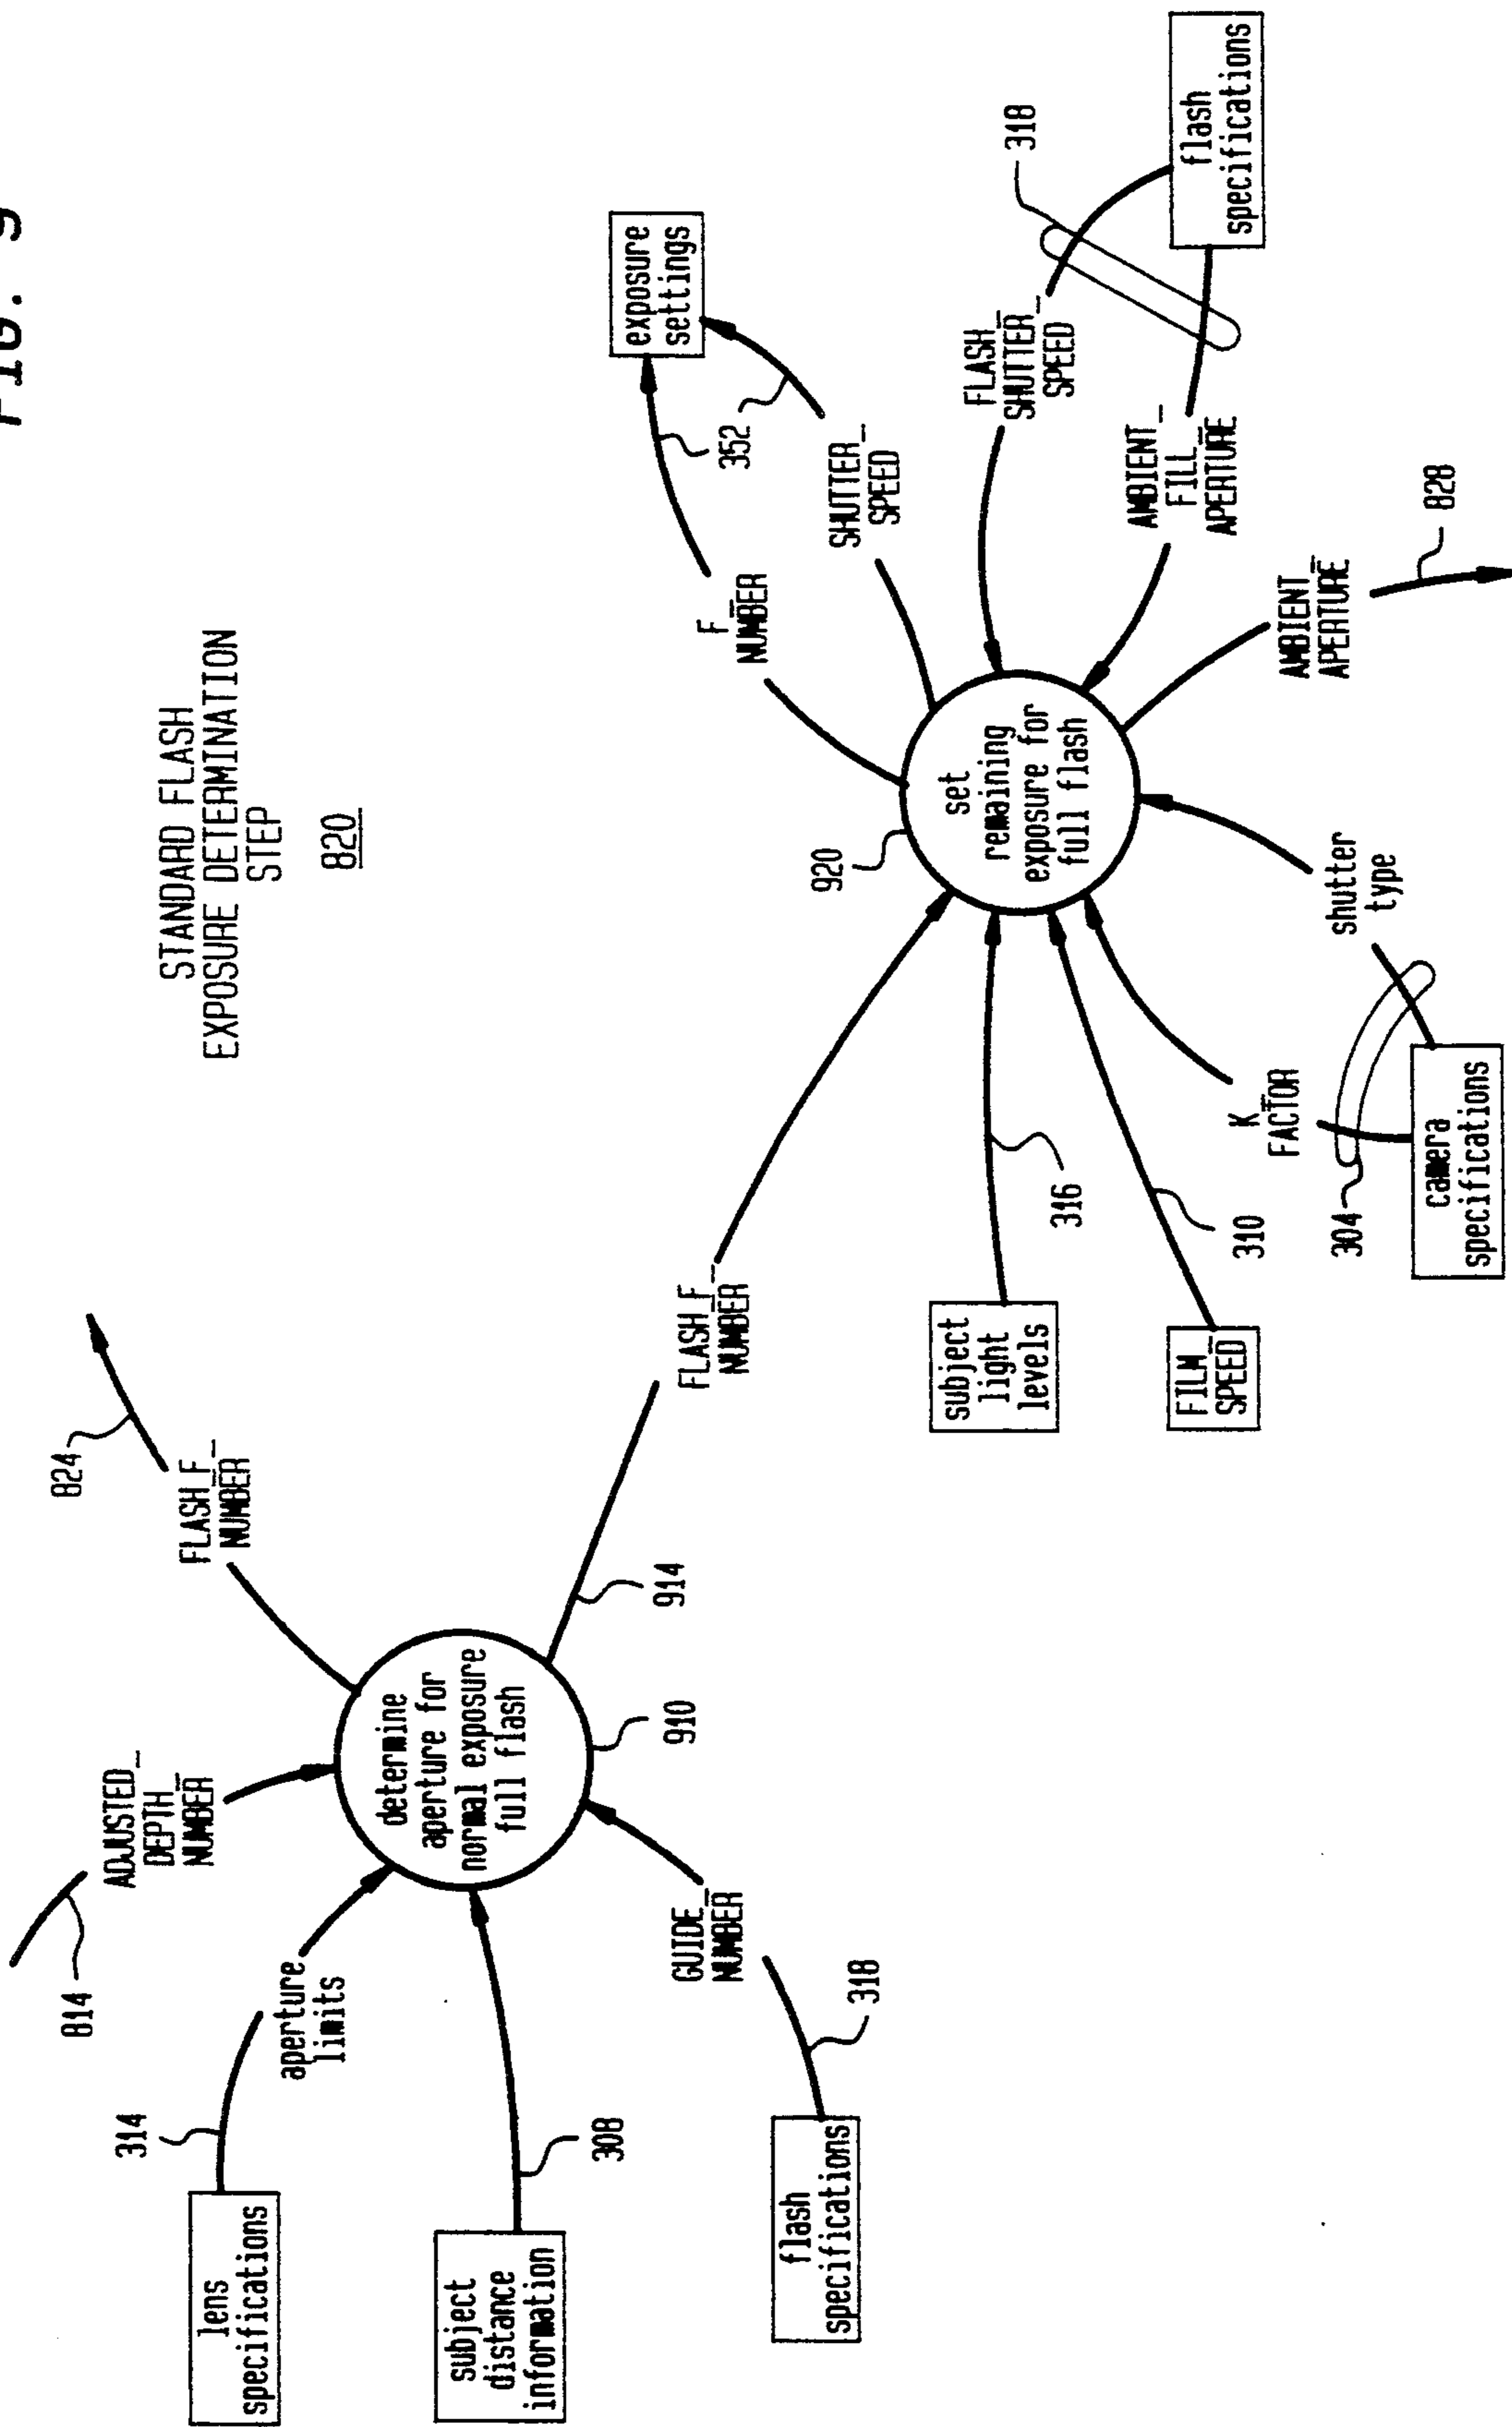 FIG. 9
STANDARD FLASH
EXPOSURE DETERMINATION
STEP
820
814
ADJUSTED_
DEPTH_
NUMBER
824
FLASH_F_
NUMBER
314
lens
specifications
aperture
limits
308
subject
distance
information
determine
aperture for
normal exposure
full flash
910
914
GUIDE_
NUMBER
318
flash
specifications
FLASH_F_
NUMBER
exposure
settings
352
F_
NUMBER
SHUTTER_
SPEED
920
set
remaining
exposure for
full flash
FLASH_
SHUTTER_
SPEED
318
flash
specifications
AMBIENT_
FILL_
APERTURE
AMBIENT_
APERTURE
828
subject
light
levels
316
FILM_
SPEED
310
K_
FACTOR
304
camera
specifications
shutter
type